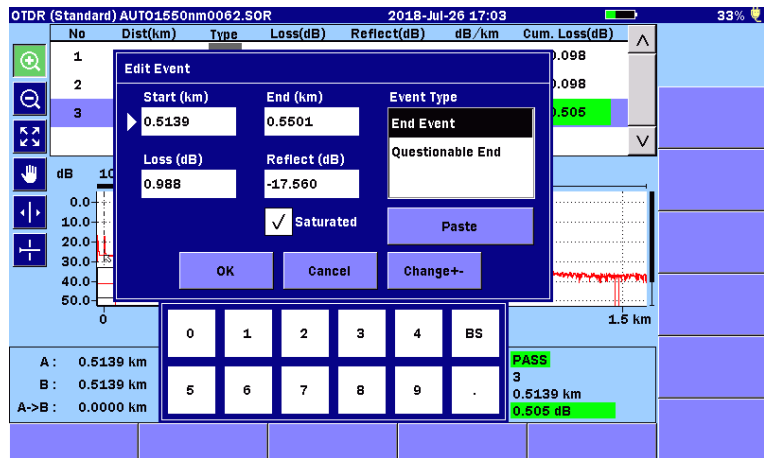 OTDR (Standard) AUTO1550nm0062.SOR 2018-Jul-26 17:03 33%
No Dist(km) Type Loss(dB) Reflect(dB) dB/km Cum. Loss(dB)
1 0.098
2 0.098
3 0.505
Edit Event
Start (km) End (km) Event Type
0.5139 0.5501 End Event
Questionable End
Loss (dB) Reflect (dB)
0.988 -17.560
√ Saturated Paste
OK Cancel Change+-
dB
0.0
10.0
20.0
30.0
40.0
50.0
0 1.5 km
0 1 2 3 4 BS
5 6 7 8 9 .
A : 0.5139 km PASS
B : 0.5139 km 3
0.5139 km
A->B : 0.0000 km 0.505 dB